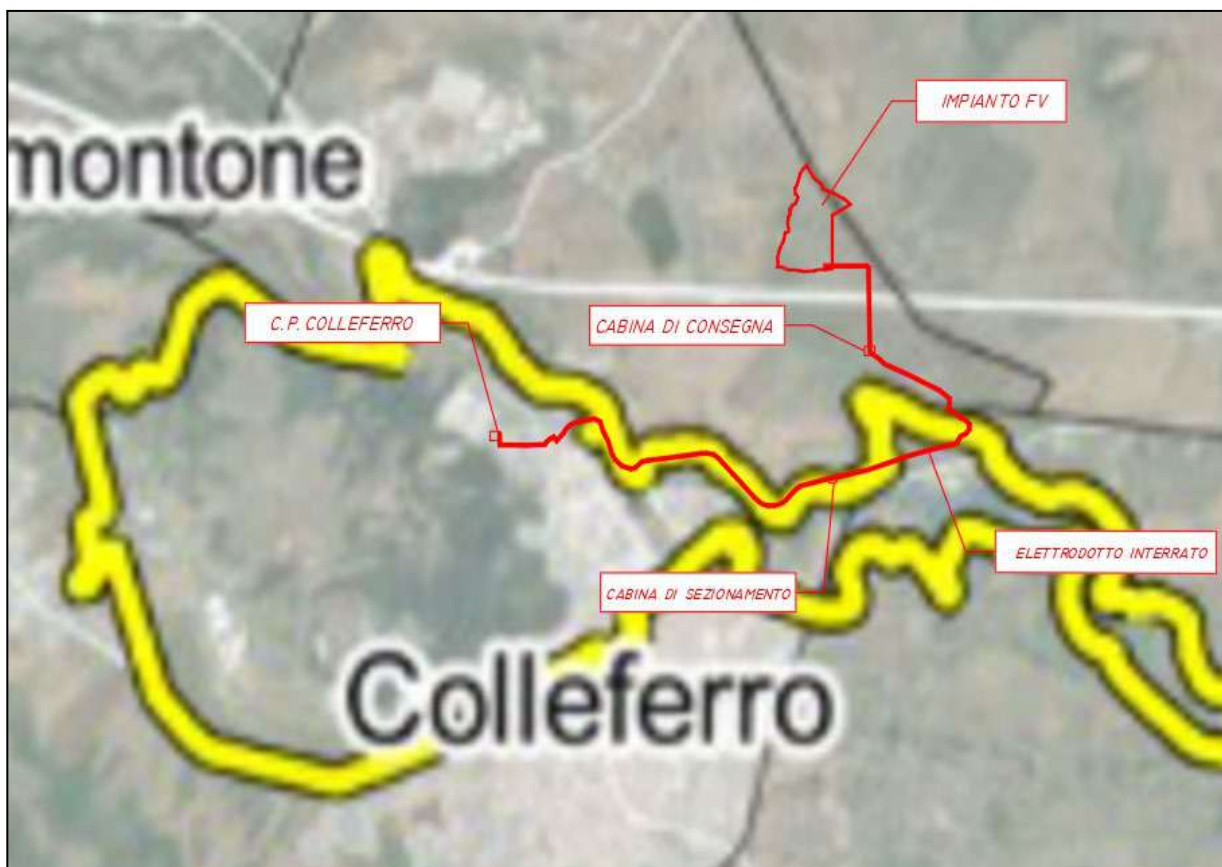 IMPIANTO FV
montone
C.P. COLLEFERRO
CABINA DI CONSEGNA
ELETTRODOTTO INTERRATO
CABINA DI SEZIONAMENTO
Colleferro